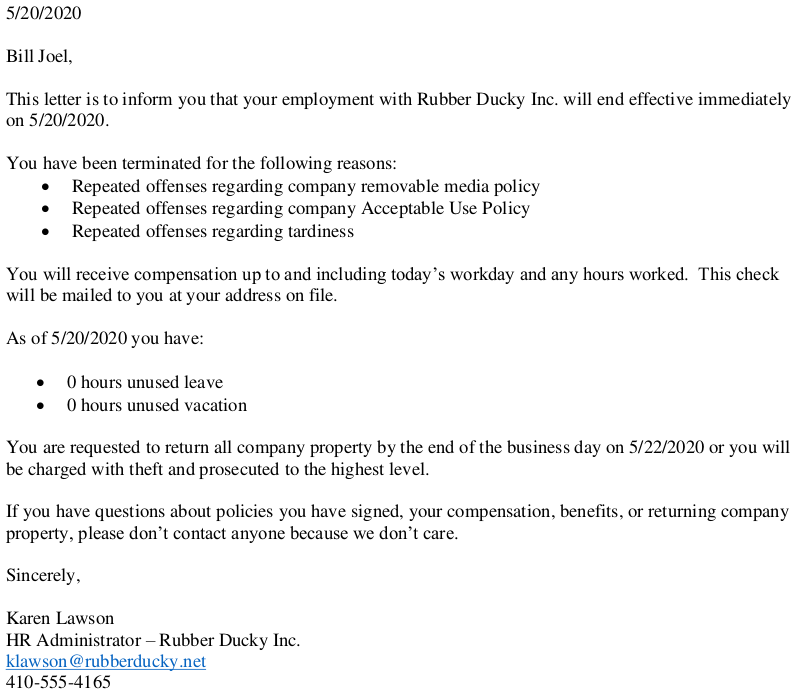 5/20/2020
Bill Joel,
This letter is to inform you that your employment with Rubber Ducky Inc. will end effective immediately
on 5/20/2020.
You have been terminated for the following reasons:
• Repeated offenses regarding company removable media policy
• Repeated offenses regarding company Acceptable Use Policy
• Repeated offenses regarding tardiness
You will receive compensation up to and including today’s workday and any hours worked.  This check
will be mailed to you at your address on file.
As of 5/20/2020 you have:
• 0 hours unused leave
• 0 hours unused vacation
You are requested to return all company property by the end of the business day on 5/22/2020 or you will
be charged with theft and prosecuted to the highest level.
If you have questions about policies you have signed, your compensation, benefits, or returning company
property, please don’t contact anyone because we don’t care.
Sincerely,
Karen Lawson
HR Administrator – Rubber Ducky Inc.
klawson@rubberducky.net
410-555-4165